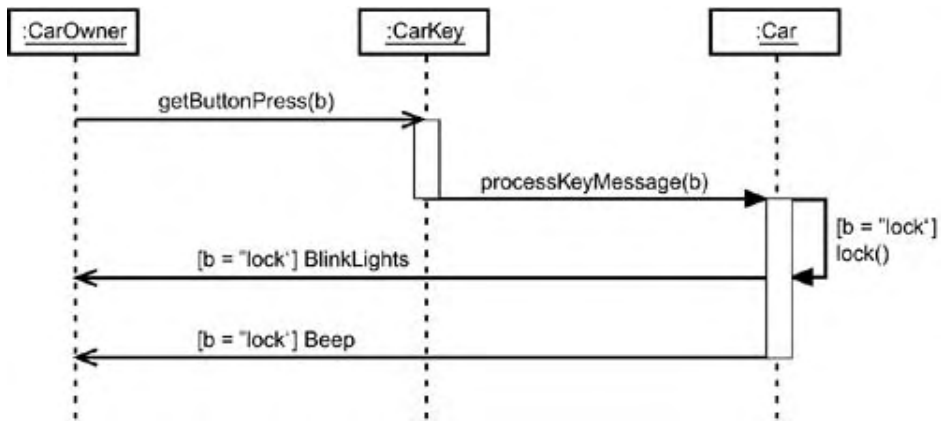 :CarOwner
:CarKey
:Car
getButtonPress(b)
processKeyMessage(b)
[b = "lock‘]
lock()
[b = "lock‘] BlinkLights
[b = "lock‘] Beep